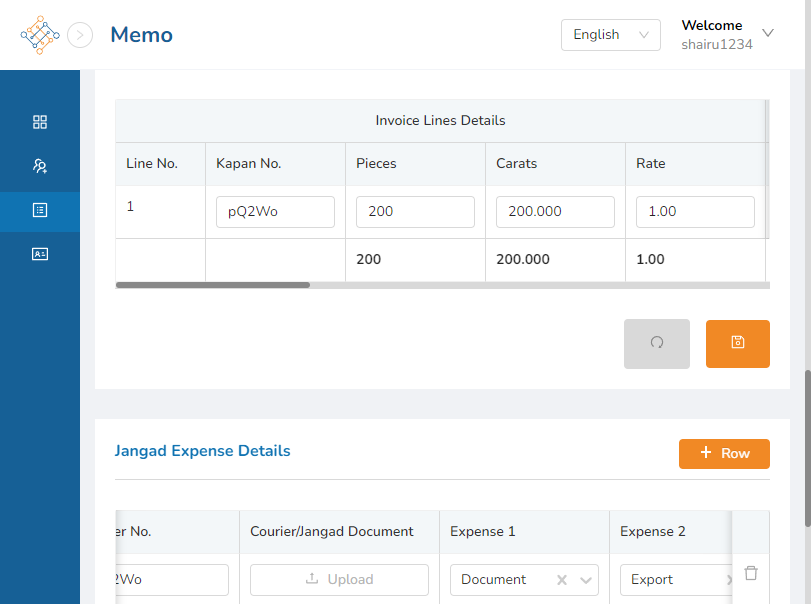 Memo
English
Welcome
shairu1234
Invoice Lines Details
Line No. Kapan No. Pieces Carats Rate
1 pQ2Wo 200 200.000 1.00
200 200.000 1.00
Jangad Expense Details
+ Row
er No. Courier/Jangad Document Expense 1 Expense 2
2Wo Upload Document Export